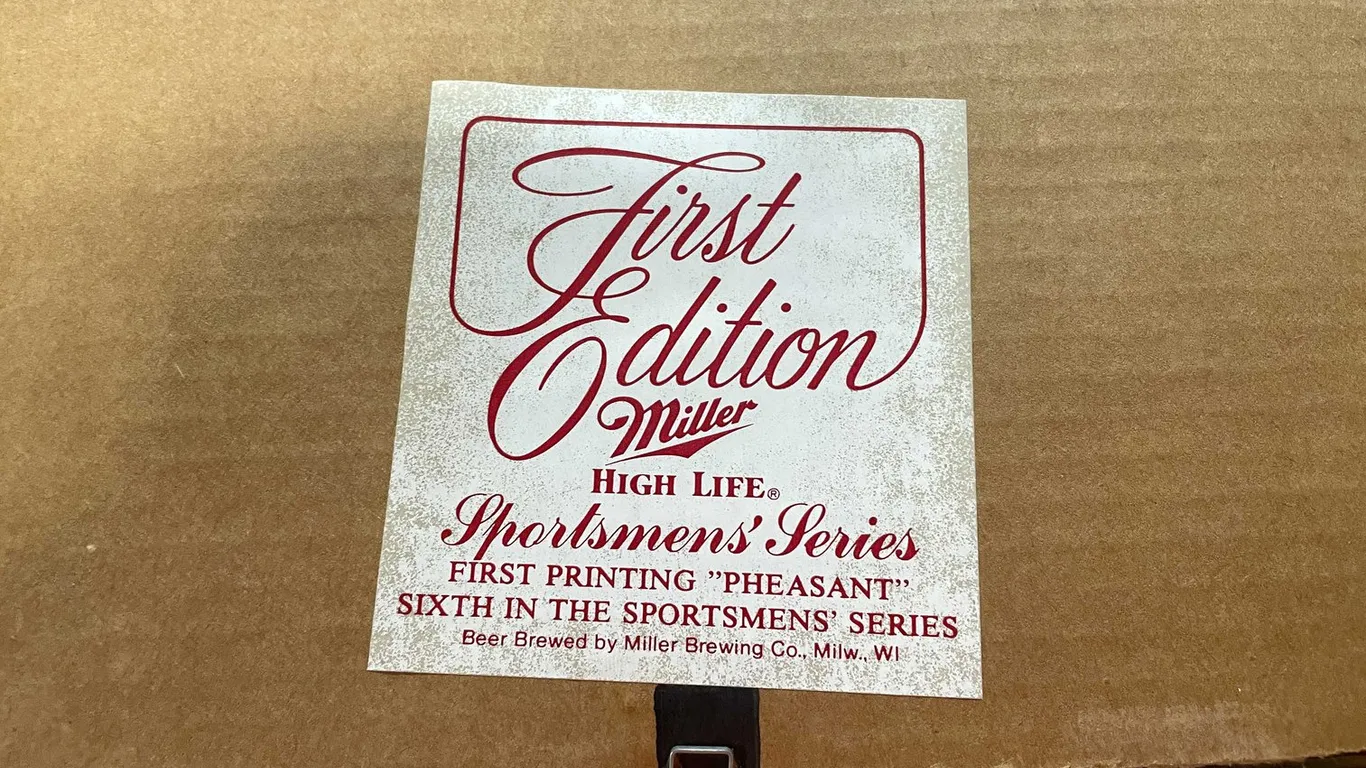 First
Edition
Miller
HIGH LIFE®
Sportsmens' Series
FIRST PRINTING "PHEASANT"
SIXTH IN THE SPORTSMENS' SERIES
Beer Brewed by Miller Brewing Co., Milw., WI